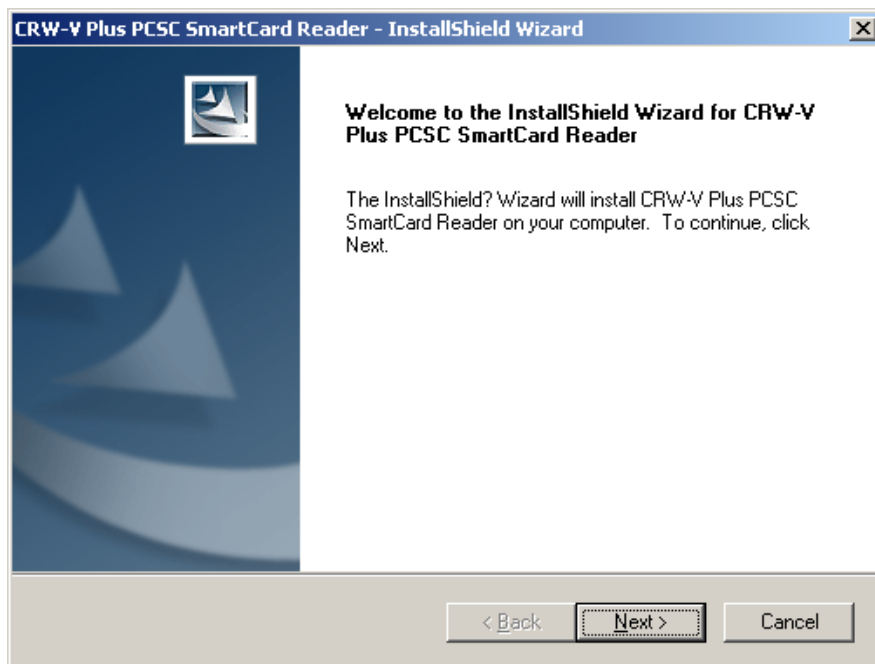 CRW-V Plus PCSC SmartCard Reader - InstallShield Wizard
Welcome to the InstallShield Wizard for CRW-V
Plus PCSC SmartCard Reader
The InstallShield? Wizard will install CRW-V Plus PCSC
SmartCard Reader on your computer.  To continue, click
Next.
< Back Next > Cancel